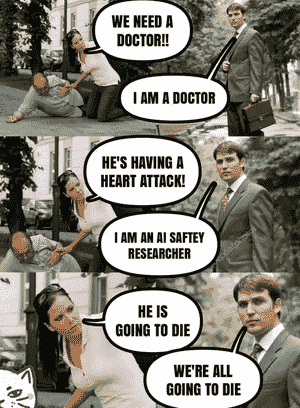 WE NEED A
DOCTOR!!
I AM A DOCTOR
HE'S HAVING A
HEART ATTACK!
I AM AN AI SAFTEY
RESEARCHER
HE IS
GOING TO DIE
WE'RE ALL
GOING TO DIE